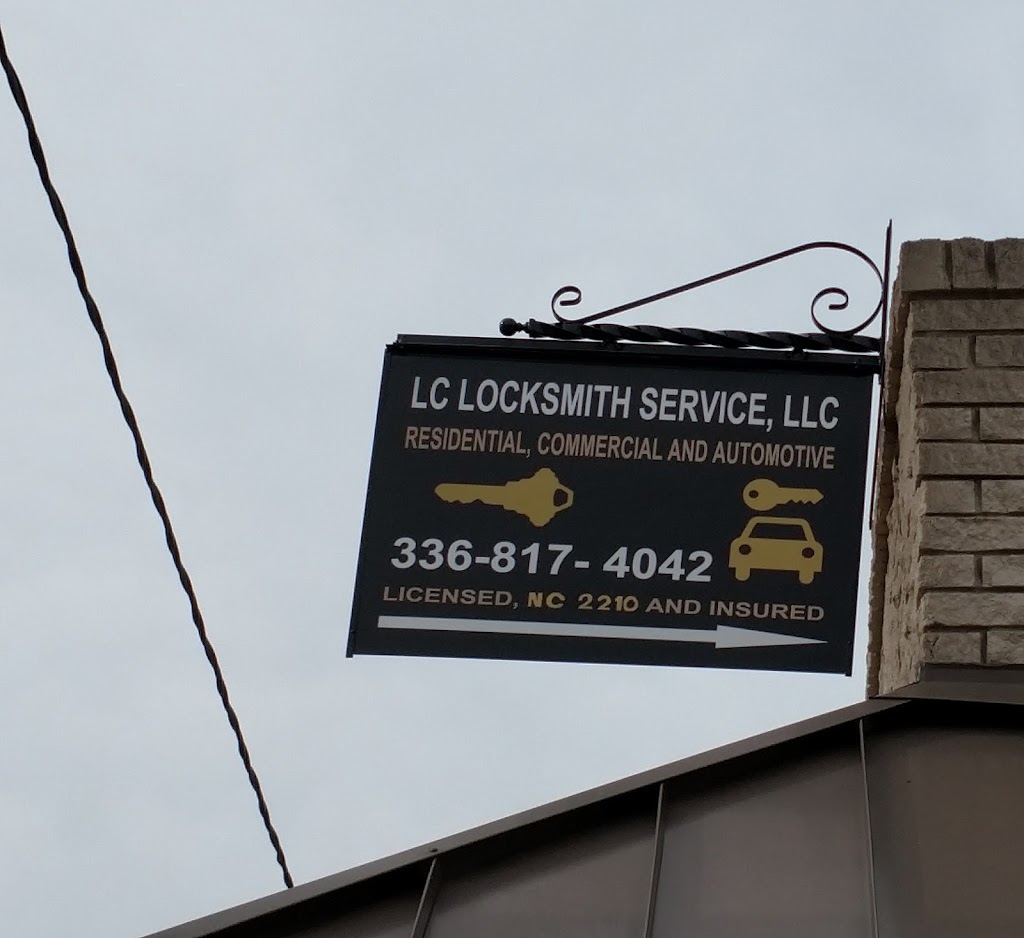 LC LOCKSMITH SERVICE, LLC
RESIDENTIAL, COMMERCIAL AND AUTOMOTIVE
336-817- 4042
LICENSED, NC 2210 AND INSURED